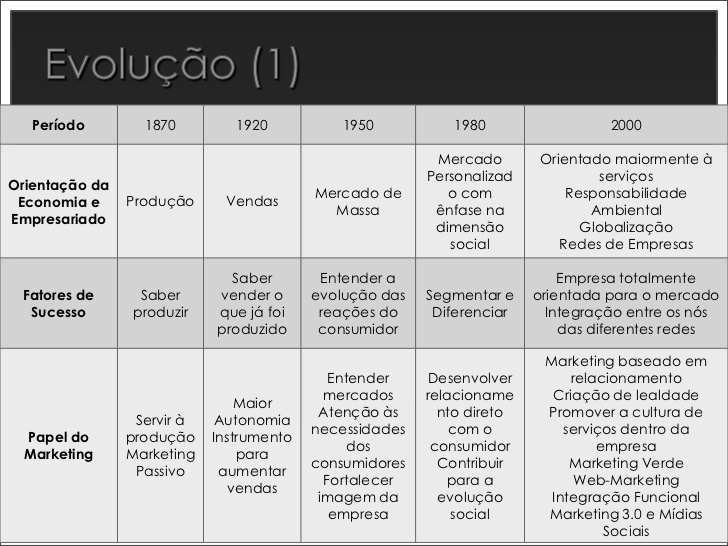 Evolução (1)
Período
1870
1920
1950
1980
2000
Orientação da
Economia e
Empresariado
Produção
Vendas
Mercado de
Massa
Mercado
Personalizad
o com
ênfase na
dimensão
social
Orientado maiormente à
serviços
Responsabilidade
Ambiental
Globalização
Redes de Empresas
Fatores de
Sucesso
Saber
produzir
Saber
vender o
que já foi
produzido
Entender a
evolução das
reações do
consumidor
Segmentar e
Diferenciar
Empresa totalmente
orientada para o mercado
Integração entre os nós
das diferentes redes
Papel do
Marketing
Servir à
produção
Marketing
Passivo
Maior
Autonomia
Instrumento
para
aumentar
vendas
Entender
mercados
Atenção às
necessidades
dos
consumidores
Fortalecer
imagem da
empresa
Desenvolver
relacioname
nto direto
com o
consumidor
Contribuir
para a
evolução
social
Marketing baseado em
relacionamento
Criação de lealdade
Promover a cultura de
serviços dentro da
empresa
Marketing Verde
Web-Marketing
Integração Funcional
Marketing 3.0 e Mídias
Sociais